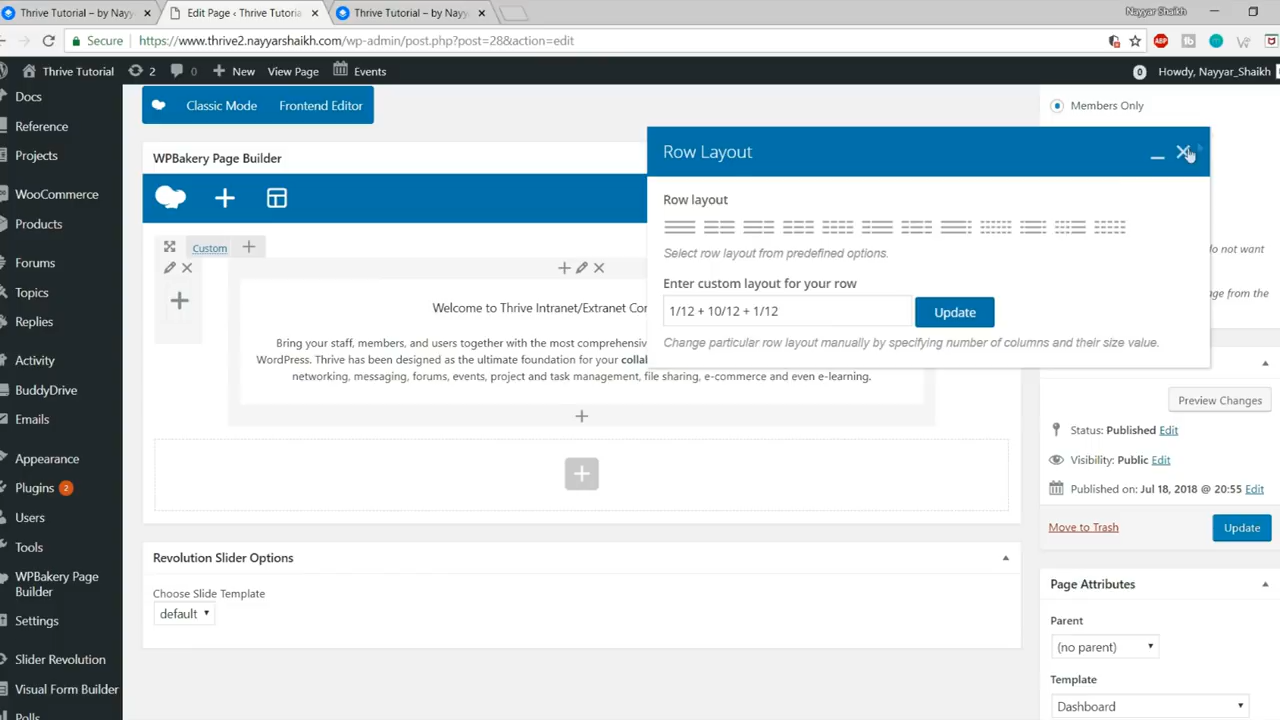 Thrive Tutorial – by Nayy
Edit Page ‹ Thrive Tutoria
Thrive Tutorial – by Nayy
Nayyar Shaikh
Secure
https://www.thrive2.nayyarshaikh.com/wp-admin/post.php?post=28&action=edit
ABP
Thrive Tutorial
2
0
New
View Page
Events
0
Howdy, Nayyar_Shaikh
Docs
Reference
Projects
WooCommerce
Products
Forums
Topics
Replies
Activity
BuddyDrive
Emails
Appearance
Plugins 2
Users
Tools
WPBakery Page
Builder
Settings
Slider Revolution
Visual Form Builder
Polls
Classic Mode
Frontend Editor
WPBakery Page Builder
Custom
Welcome to Thrive Intranet/Extranet Cor
Bring your staff, members, and users together with the most comprehensiv
WordPress. Thrive has been designed as the ultimate foundation for your collab
networking, messaging, forums, events, project and task management, file sharing, e-commerce and even e-learning.
Revolution Slider Options
Choose Slide Template
default
Row Layout
Row layout
Select row layout from predefined options.
Enter custom layout for your row
1/12 + 10/12 + 1/12
Update
Change particular row layout manually by specifying number of columns and their size value.
Members Only
do not want
ge from the
Preview Changes
Status: Published Edit
Visibility: Public Edit
Published on: Jul 18, 2018 @ 20:55 Edit
Move to Trash
Update
Page Attributes
Parent
(no parent)
Template
Dashboard